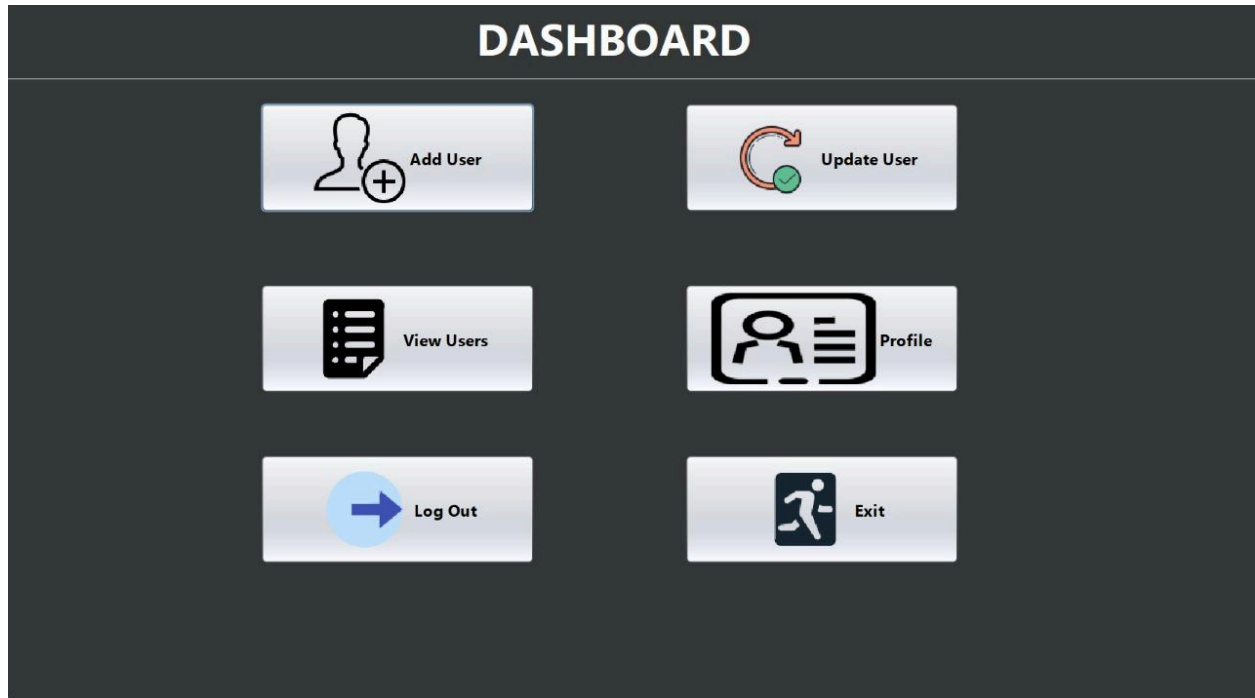 DASHBOARD
Add User
Update User
View Users
Profile
Log Out
Exit